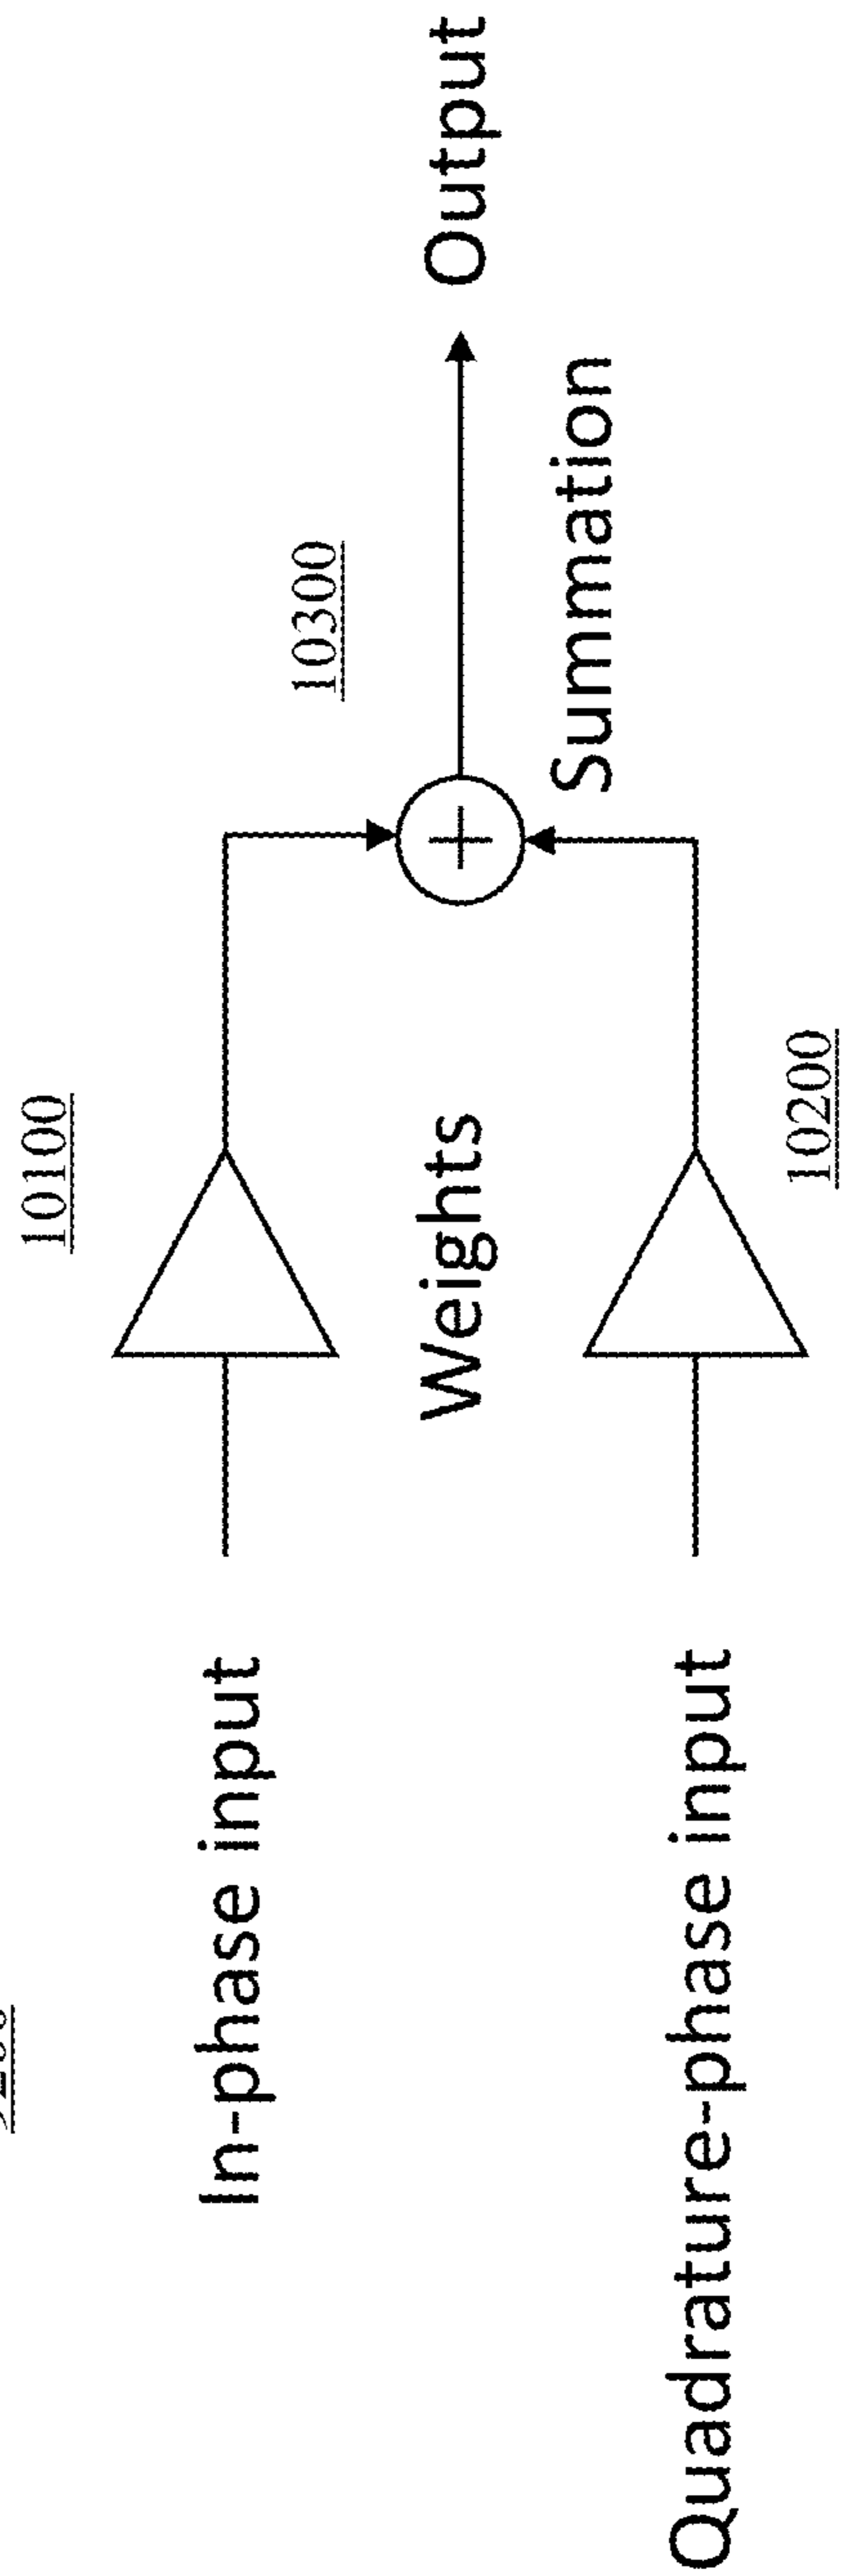 10100
In-phase input
10300
Output
Weights
Summation
Quadrature-phase input
10200